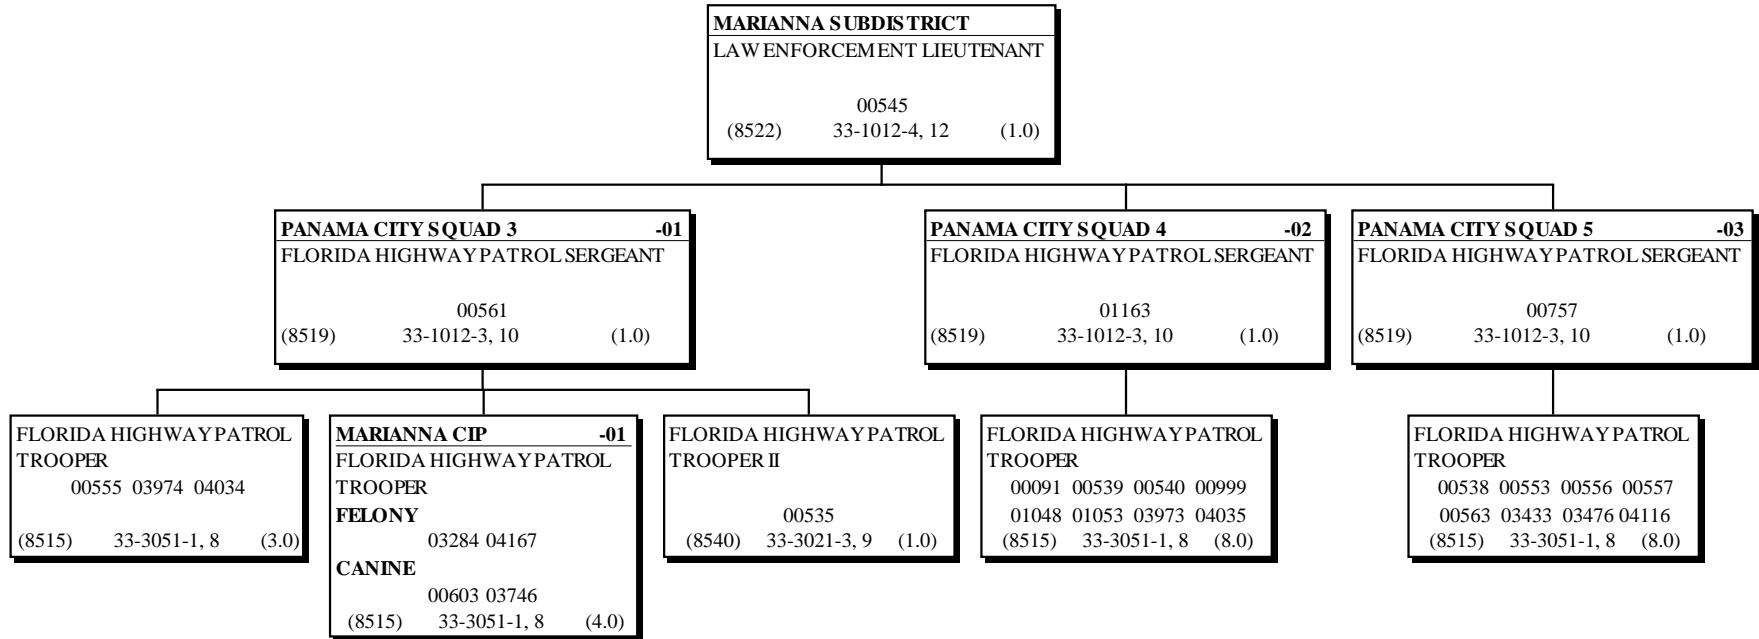 MARIANNA SUBDISTRICT
LAW ENFORCEMENT LIEUTENANT
00545
(8522) 33-1012-4, 12 (1.0)
PANAMA CITY SQUAD 3 -01
FLORIDA HIGHWAY PATROL SERGEANT
00561
(8519) 33-1012-3, 10 (1.0)
PANAMA CITY SQUAD 4 -02
FLORIDA HIGHWAY PATROL SERGEANT
01163
(8519) 33-1012-3, 10 (1.0)
PANAMA CITY SQUAD 5 -03
FLORIDA HIGHWAY PATROL SERGEANT
00757
(8519) 33-1012-3, 10 (1.0)
FLORIDA HIGHWAY PATROL
TROOPER
00555 03974 04034
(8515) 33-3051-1, 8 (3.0)
MARIANNA CIP -01
FLORIDA HIGHWAY PATROL
TROOPER
FELONY
03284 04167
CANINE
00603 03746
(8515) 33-3051-1, 8 (4.0)
FLORIDA HIGHWAY PATROL
TROOPER II
00535
(8540) 33-3021-3, 9 (1.0)
FLORIDA HIGHWAY PATROL
TROOPER
00091 00539 00540 00999
01048 01053 03973 04035
(8515) 33-3051-1, 8 (8.0)
FLORIDA HIGHWAY PATROL
TROOPER
00538 00553 00556 00557
00563 03433 03476 04116
(8515) 33-3051-1, 8 (8.0)